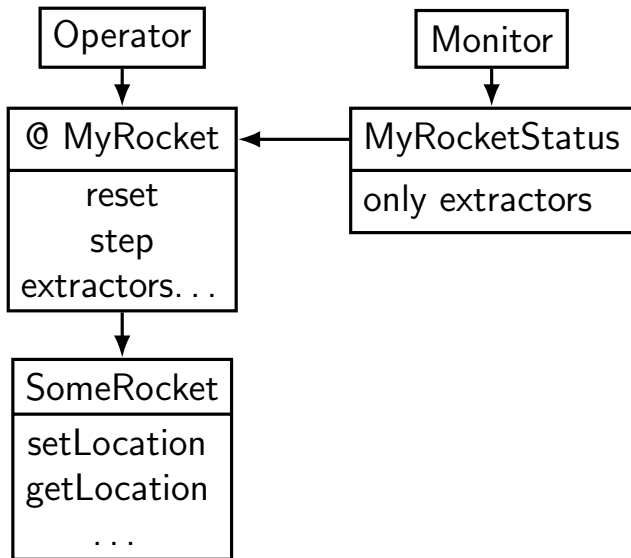 Operator
Monitor
@ MyRocket
MyRocketStatus
reset
step
extractors...
only extractors
SomeRocket
setLocation
getLocation
...